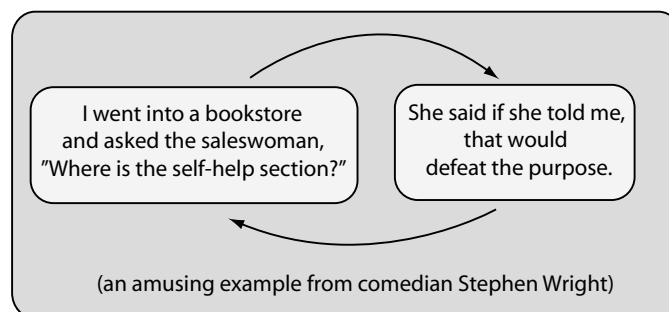 I went into a bookstore
and asked the saleswoman,
”Where is the self-help section?”
She said if she told me,
that would
defeat the purpose.
(an amusing example from comedian Stephen Wright)